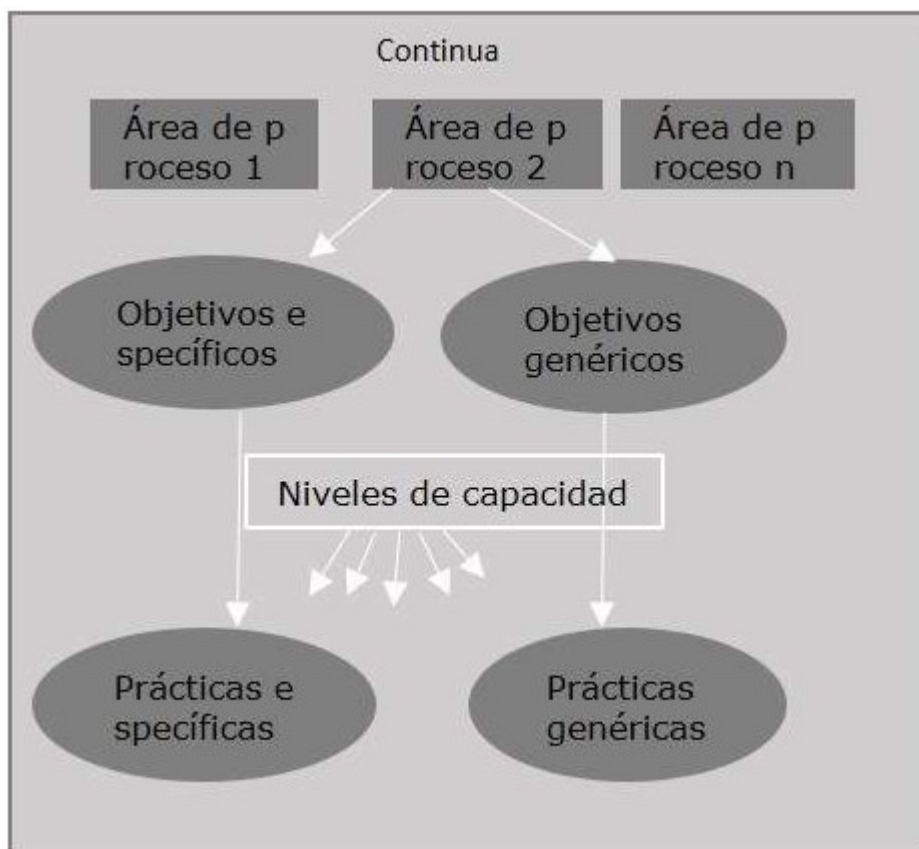 Continua
Área de p
roceso 1
Área de p
roceso 2
Área de p
roceso n
Objetivos e
specíficos
Objetivos
genéricos
Niveles de capacidad
Prácticas e
specíficas
Prácticas
genéricas